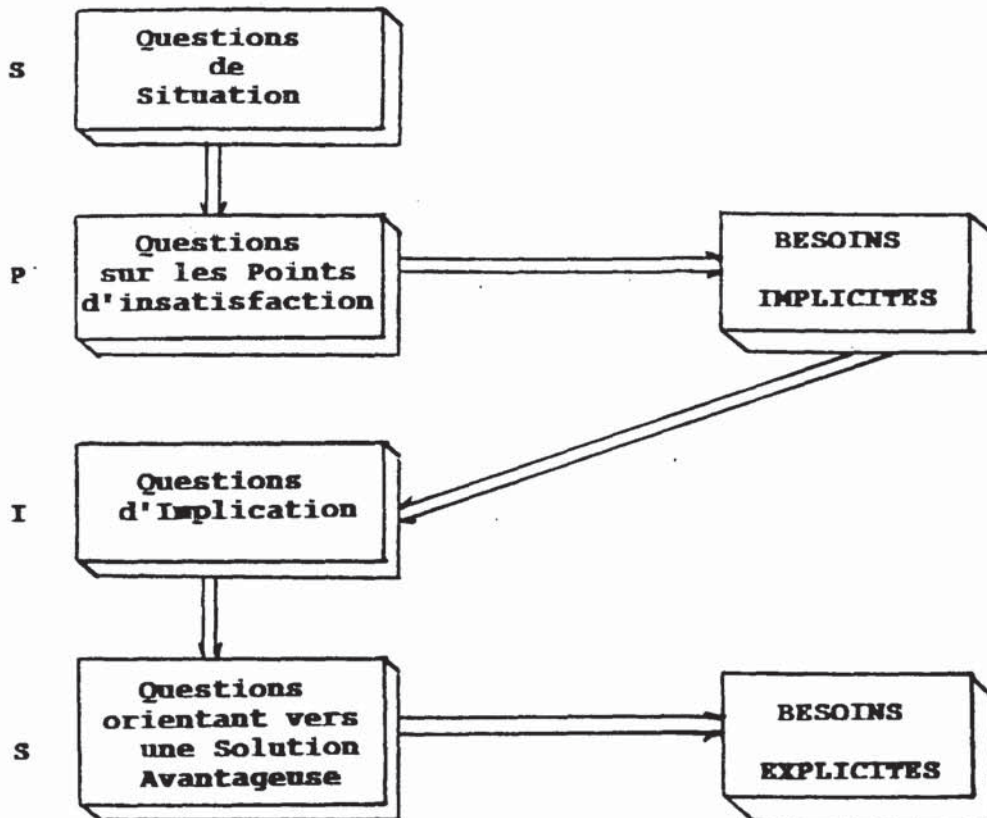 S
Questions
de
Situation
P
Questions
sur les Points
d'insatisfaction
BESOINS
IMPLICITES
I
Questions
d'Implication
S
Questions
orientant vers
une Solution
Avantageuse
BESOINS
EXPLICITES